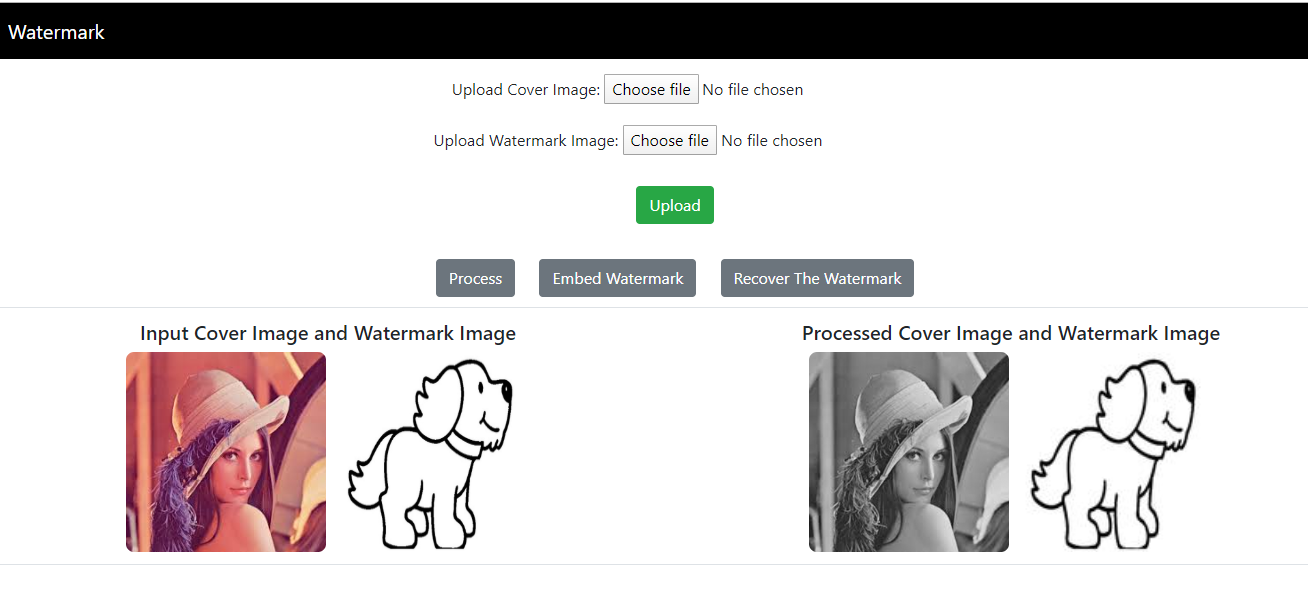 Watermark
Upload Cover Image: Choose file No file chosen
Upload Watermark Image: Choose file No file chosen
Upload
Process Embed Watermark Recover The Watermark
Input Cover Image and Watermark Image Processed Cover Image and Watermark Image